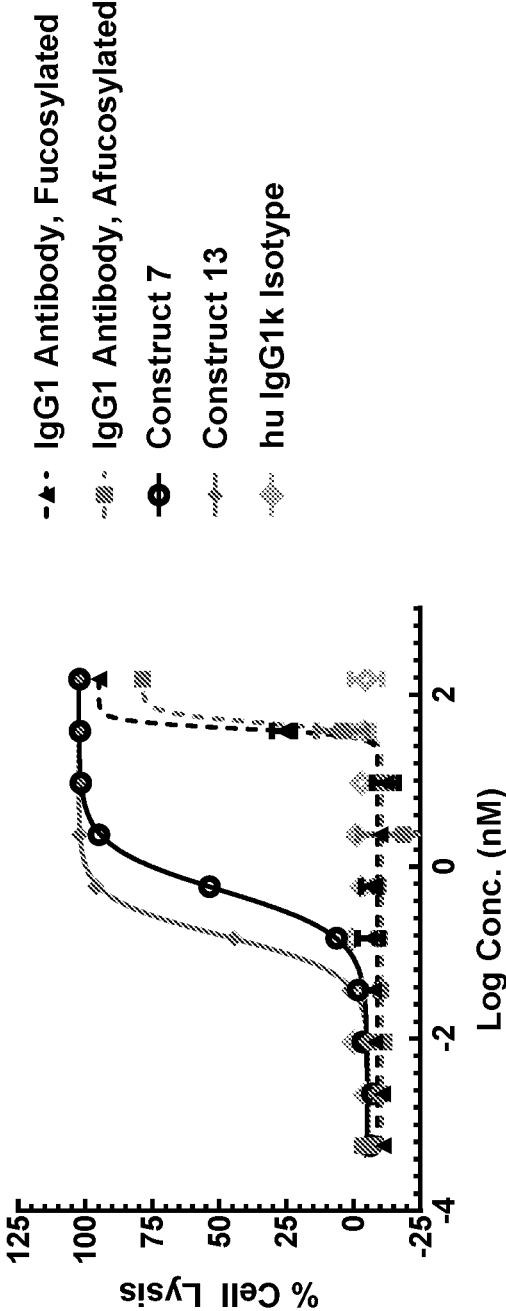 125
100
75
50
25
0
-25
% Cell Lysis
-4
-2
0
2
Log Conc. (nM)
IgG1 Antibody, Fucosylated
IgG1 Antibody, Afucosylated
Construct 7
Construct 13
hu IgG1k Isotype